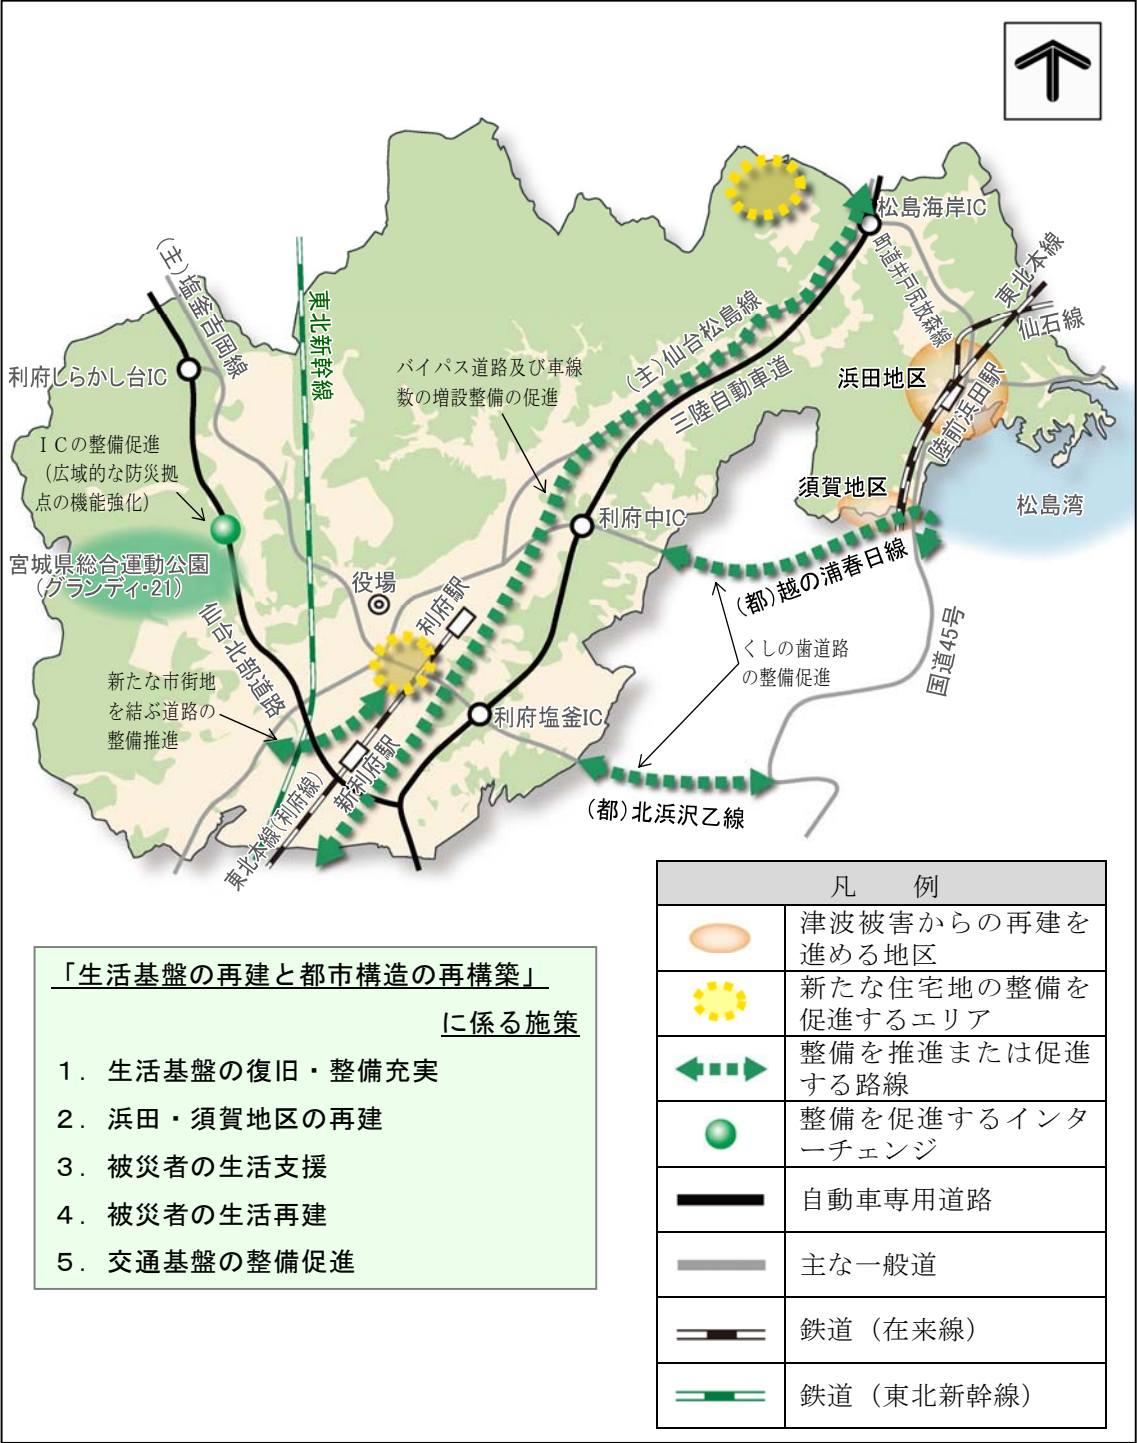 松島海岸IC
(主)塩釜吉岡線
東北新幹線
町道井戸尻放森線
東北本線
仙石線
(主)仙台松島線
三陸自動車道
利府しらかし台IC
バイパス道路及び車線
数の増設整備の促進
浜田地区
陸前浜田駅
ＩＣの整備促進
（広域的な防災拠
点の機能強化）
須賀地区
松島湾
利府中IC
宮城県総合運動公園
(グランディ・21)
役場
利府駅
(都)越の浦春日線
仙台北部道路
国道45号
くしの歯道路
の整備促進
新たな市街地
を結ぶ道路の
整備推進
利府塩釜IC
新利府駅
東北本線(利府線)
(都)北浜沢乙線
凡　例
津波被害からの再建を
進める地区
新たな住宅地の整備を
促進するエリア
整備を推進または促進
する路線
整備を促進するインタ
ーチェンジ
自動車専用道路
主な一般道
鉄道（在来線）
鉄道（東北新幹線）
「生活基盤の再建と都市構造の再構築」
に係る施策
１．生活基盤の復旧・整備充実
２．浜田・須賀地区の再建
３．被災者の生活支援
４．被災者の生活再建
５．交通基盤の整備促進